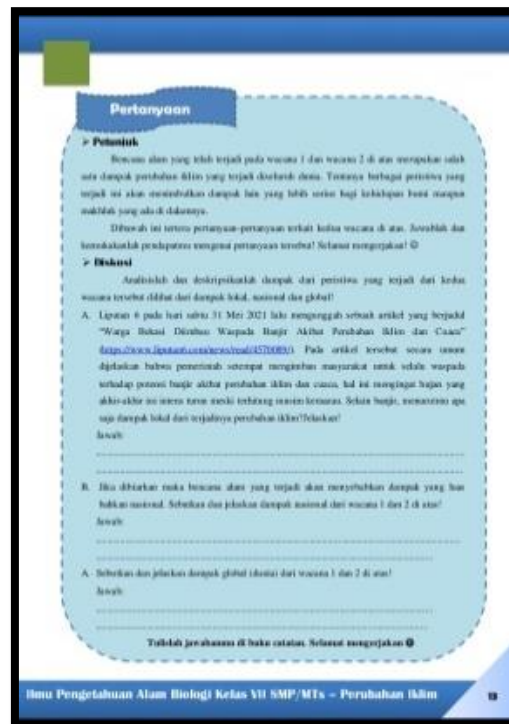 Pertanyaan
➢ Petunjuk
Bencana alam yang telah terjadi pada wacana 1 dan wacana 2 di atas merupakan salah
satu dampak perubahan iklim yang terjadi diseluruh dunia. Tentunya berbagai peristiwa yang
terjadi ini akan menimbulkan dampak lain yang lebih serius bagi kehidupan bumi maupun
makhluk yang ada di dalamnya.
Dibawah ini tertera pertanyaan-pertanyaan terkait kedua wacana di atas. Jawablah dan
kemukakanlah pendapatmu mengenai pertanyaan tersebut! Selamat mengerjakan! ☺
➢ Diskusi
Analisislah dan deskripsikanlah dampak dari peristiwa yang terjadi dari kedua
wacana tersebut dilihat dari dampak lokal, nasional dan global!
A. Liputan 6 pada hari sabtu 31 Mei 2021 lalu mengunggah sebuah artikel yang berjudul
"Warga Bekasi Diimbau Waspada Banjir Akibat Perubahan Iklim dan Cuaca"
(https://www.liputan6.com/news/read/4570089/). Pada artikel tersebut secara umum
dijelaskan bahwa pemerintah setempat mengimbau masyarakat untuk selalu waspada
terhadap potensi banjir akibat perubahan iklim dan cuaca, hal ini mengingat hujan yang
akhir-akhir ini intens turun meski terhitung musim kemarau. Selain banjir, menurutmu apa
saja dampak lokal dari terjadinya perubahan iklim?Jelaskan!
Jawab:
B. Jika dibiarkan maka bencana alam yang terjadi akan menyebabkan dampak yang luas
bahkan nasional. Sebutkan dan jelaskan dampak nasional dari wacana 1 dan 2 di atas!
Jawab:
A. Sebutkan dan jelaskan dampak global (dunia) dari wacana 1 dan 2 di atas!
Jawab:
Tulislah jawabanmu di buku catatan. Selamat mengerjakan ☺
Ilmu Pengetahuan Alam Biologi Kelas VII SMP/MTs – Perubahan Iklim